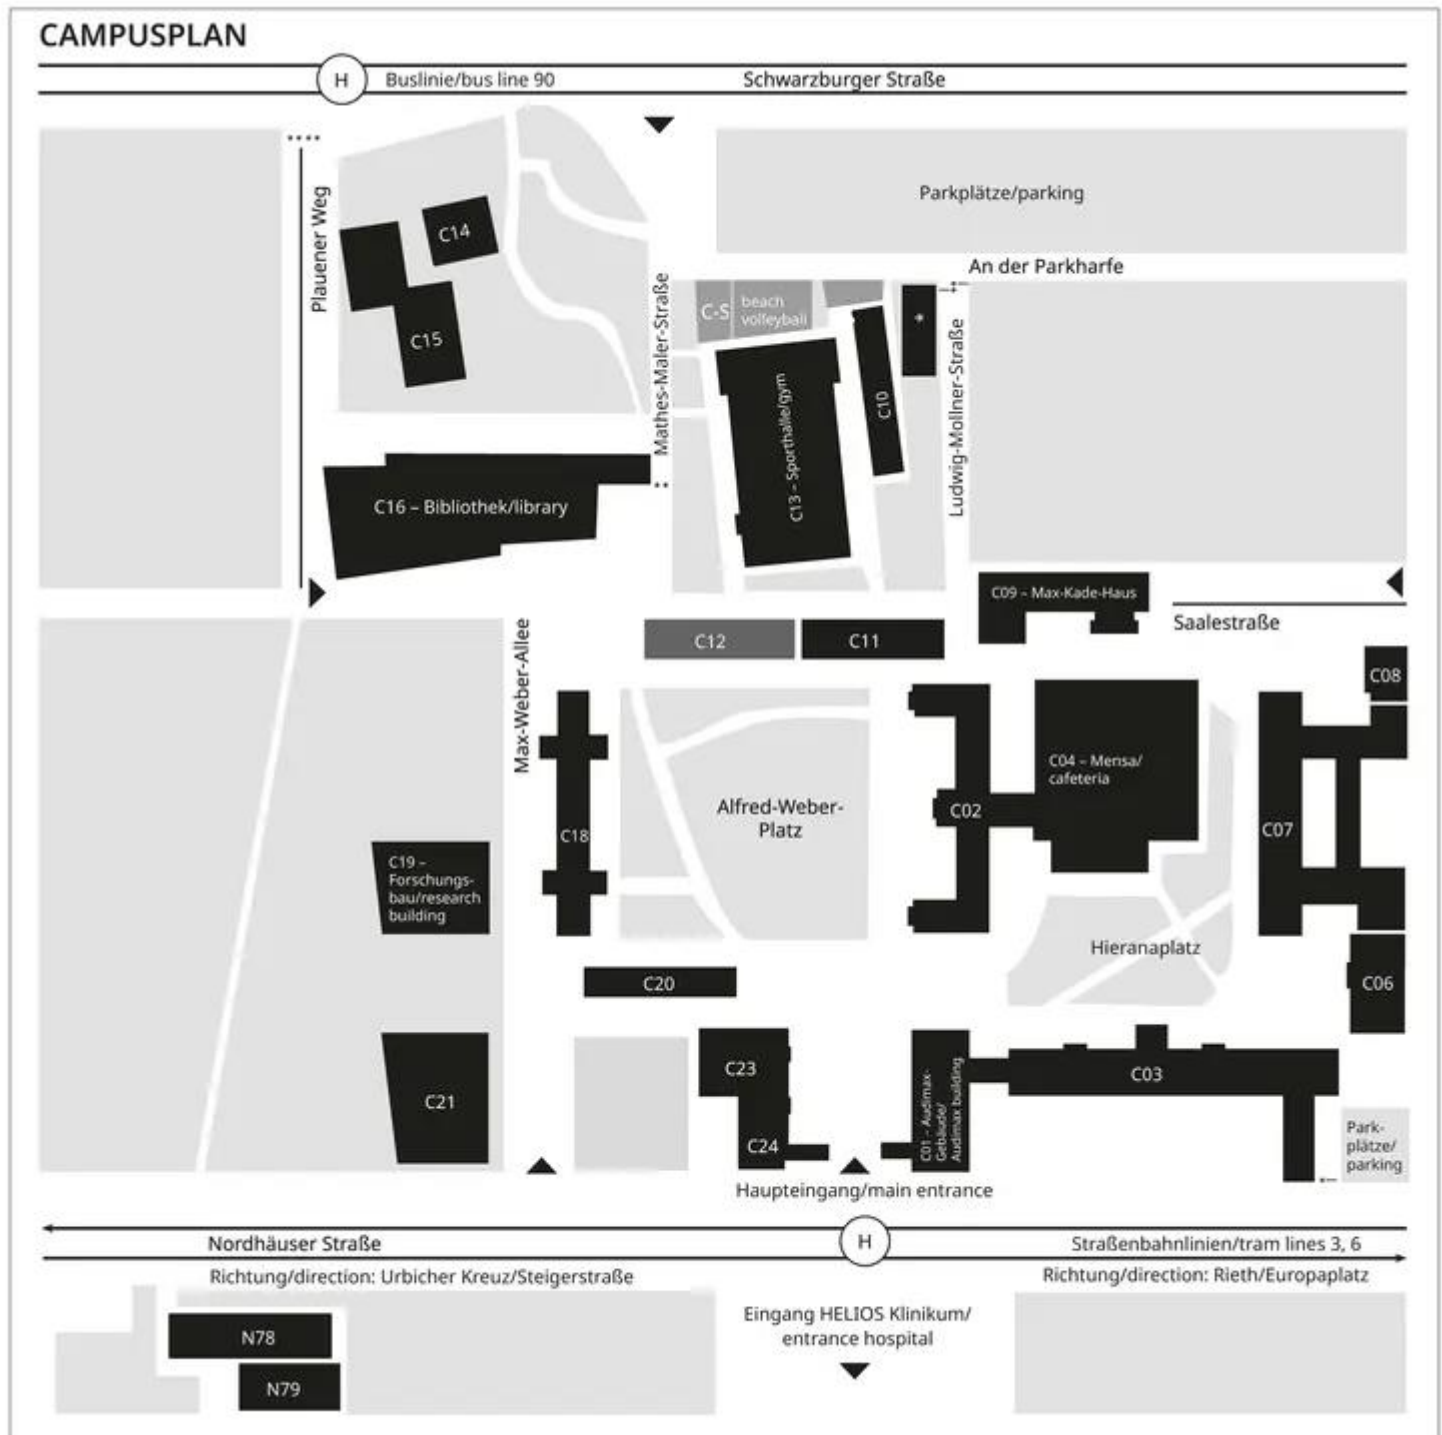 CAMPUSPLAN
H
Buslinie/bus line 90
Schwarzburger Straße
Parkplätze/parking
An der Parkharfe
Plauener Weg
C14
C15
Mathes-Maler-Straße
C-S
beach
volleyball
*
C10
C13 – Sporthalle/gym
Ludwig-Mollner-Straße
C16 – Bibliothek/library
C09 – Max-Kade-Haus
Saalestraße
Max-Weber-Allee
C12
C11
C08
C04 – Mensa/
cafeteria
Alfred-Weber-
Platz
C02
C07
C18
C19 –
Forschungs-
bau/research
building
Hieranaplatz
C20
C06
C23
C03
C21
C24
C01 – Audimax-
Gebäude/
Audimax building
Park-
plätze/
parking
Haupteingang/main entrance
Nordhäuser Straße
H
Straßenbahnlinien/tram lines 3, 6
Richtung/direction: Urbicher Kreuz/Steigerstraße
Richtung/direction: Rieth/Europaplatz
Eingang HELIOS Klinikum/
entrance hospital
N78
N79